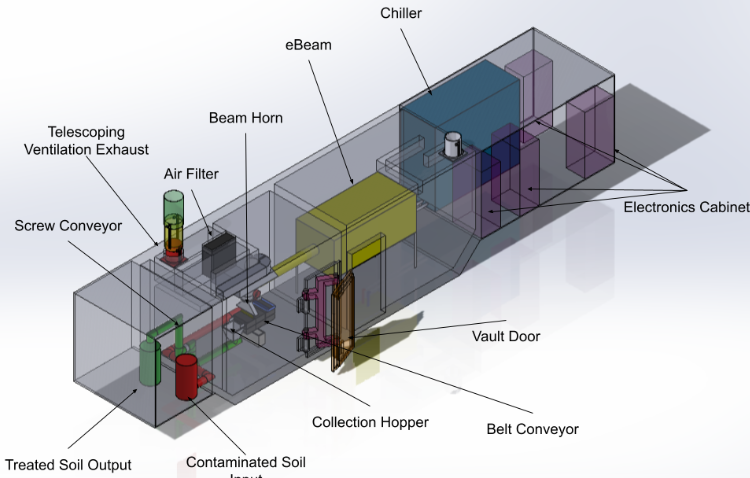 Chiller
eBeam
Beam Horn
Telescoping
Ventilation Exhaust
Air Filter
Screw Conveyor
Electronics Cabinet
Vault Door
Collection Hopper
Belt Conveyor
Treated Soil Output
Contaminated Soil
Input